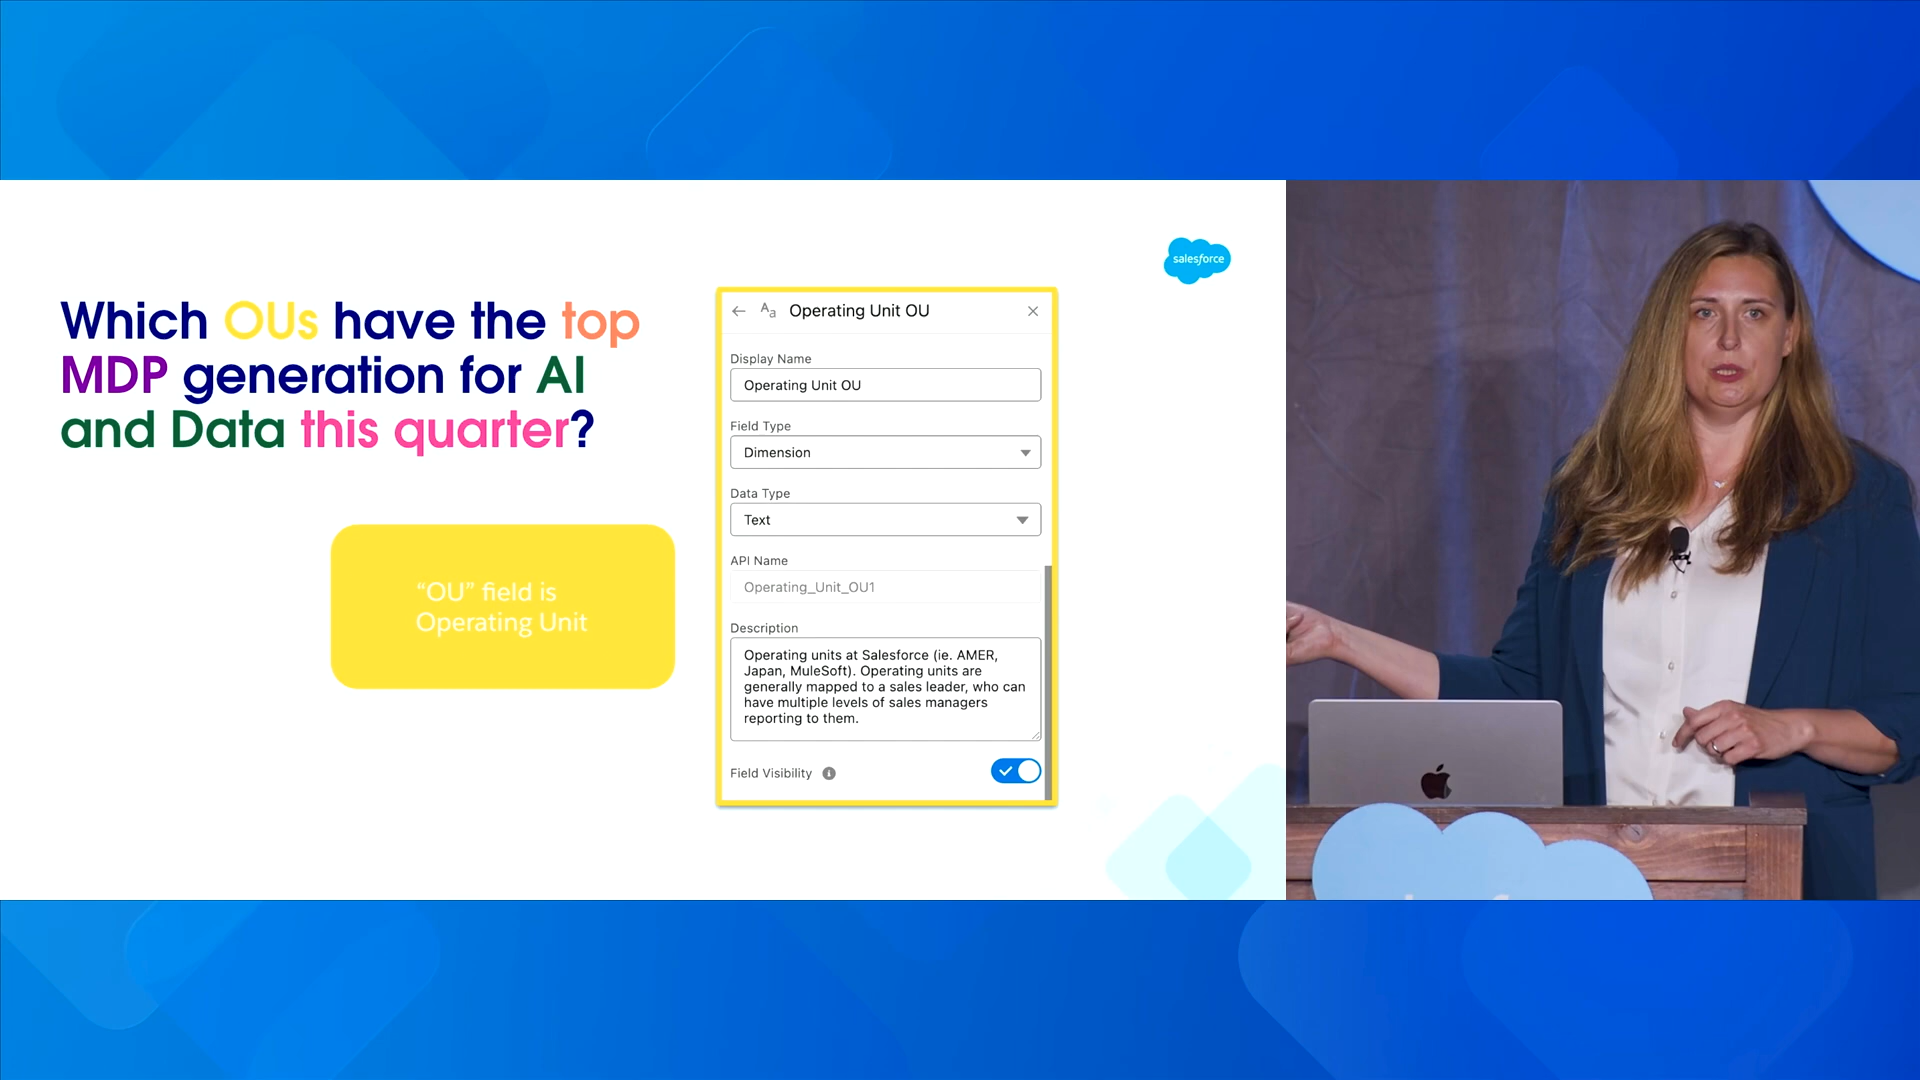 salesforce
Which OUs have the top
MDP generation for AI
and Data this quarter?
“OU” field is
Operating Unit
Operating Unit OU
Display Name
Operating Unit OU
Field Type
Dimension
Data Type
Text
API Name
Operating_Unit_OU1
Description
Operating units at Salesforce (ie. AMER,
Japan, MuleSoft). Operating units are
generally mapped to a sales leader, who can
have multiple levels of sales managers
reporting to them.
Field Visibility